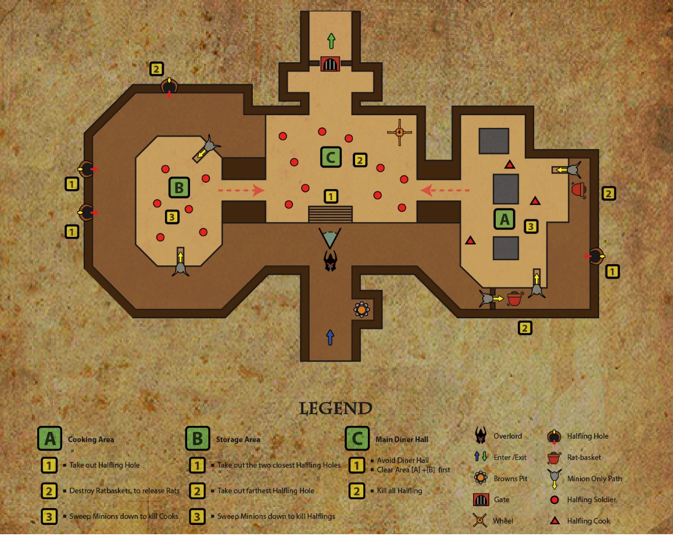 2
C
2
B
1
1
A
2
3
3
1
1
2
LEGEND
A Cooking Area
1 ▪ Take out Halfling Hole
2 ▪ Destroy Ratbaskets, to release Rats
3 ▪ Sweep Minions down to kill Cooks
B Storage Area
1 ▪ Take out the two closest Halfling Holes
2 ▪ Take out farthest Halfling Hole
3 ▪ Sweep Minions down to kill Halflings
C Main Diner Hall
1 ▪ Avoid Diner Hall
▪ Clear Area [A] +[B] first
2 ▪ Kill all Halfling
Overlord
Enter /Exit
Browns Pit
Gate
Wheel
Halfling Hole
Rat-basket
Minion Only Path
Halfling Soldier
Halfling Cook